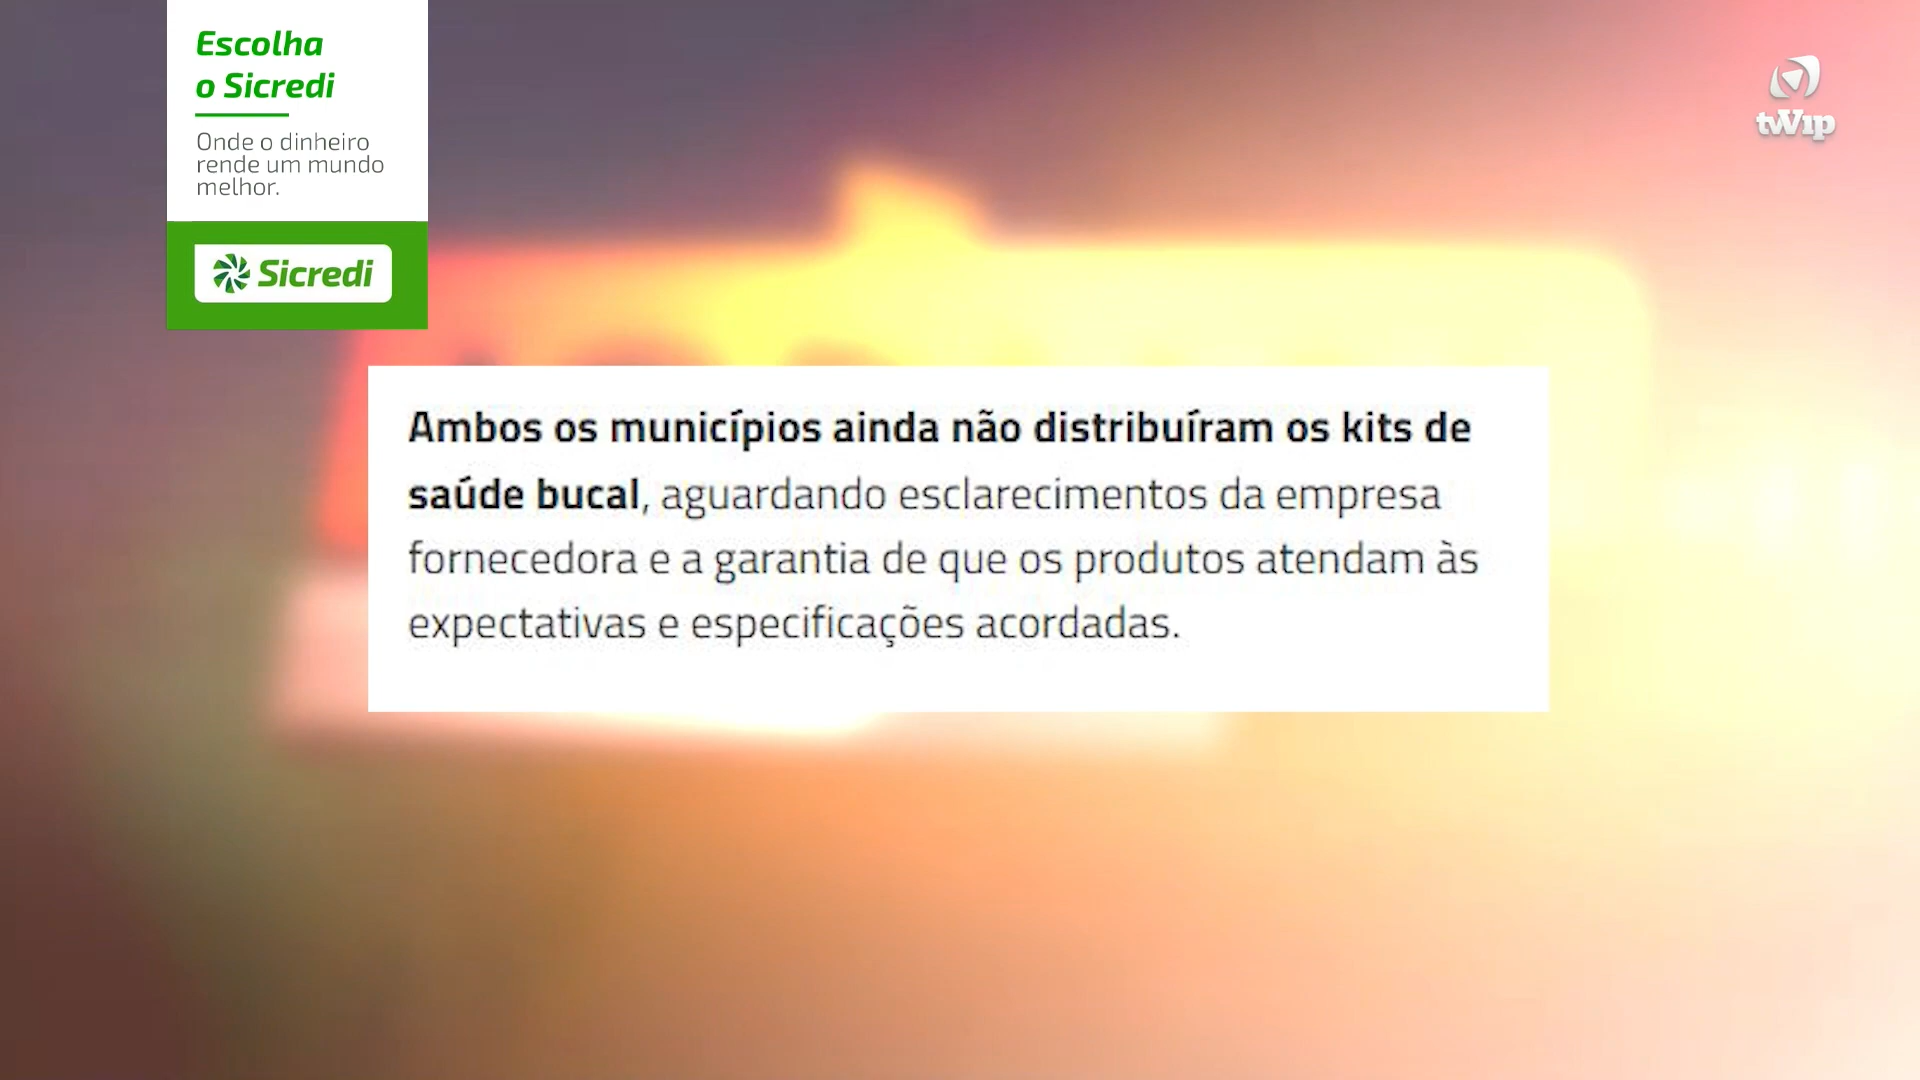 Escolha
o Sicredi
Onde o dinheiro
rende um mundo
melhor.
Sicredi
tvVip
Ambos os municípios ainda não distribuíram os kits de
saúde bucal, aguardando esclarecimentos da empresa
fornecedora e a garantia de que os produtos atendam às
expectativas e especificações acordadas.